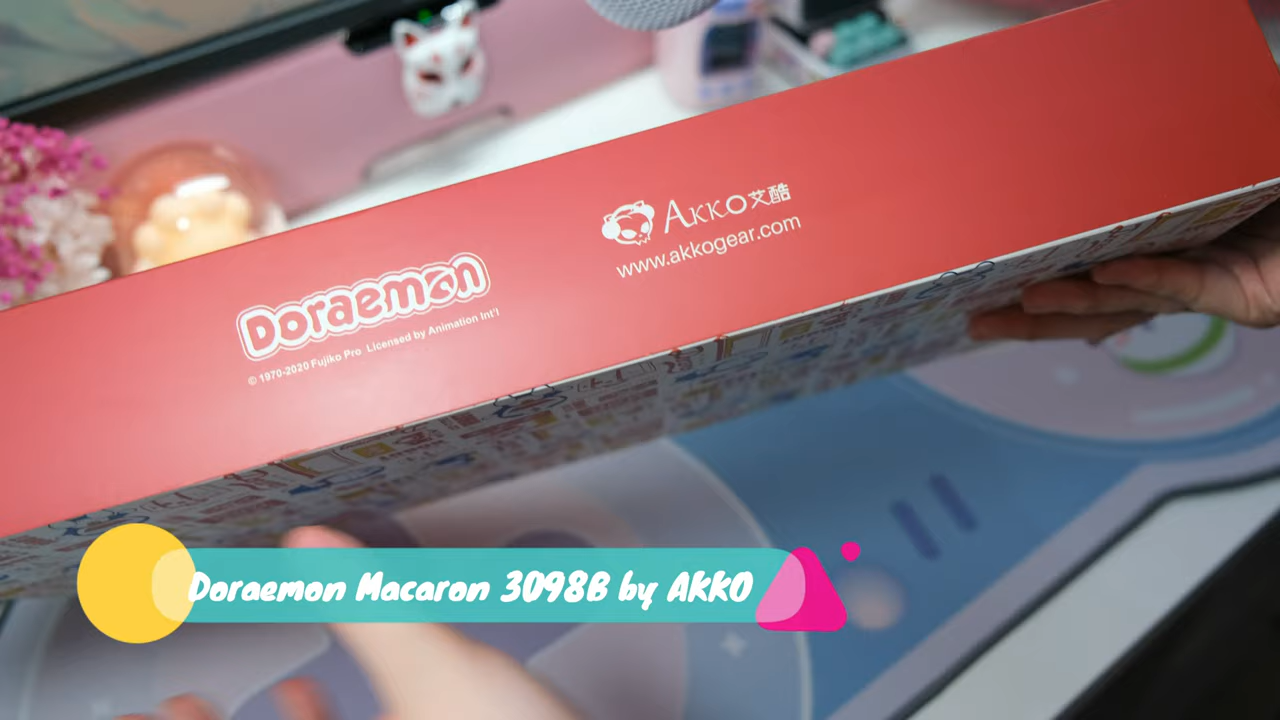 Doraemon
© 1970-2020 Fujiko Pro Licensed by Animation Int'l
AKKO艾酷
www.akkogear.com
Doraemon Macaron 3098B by AKKO